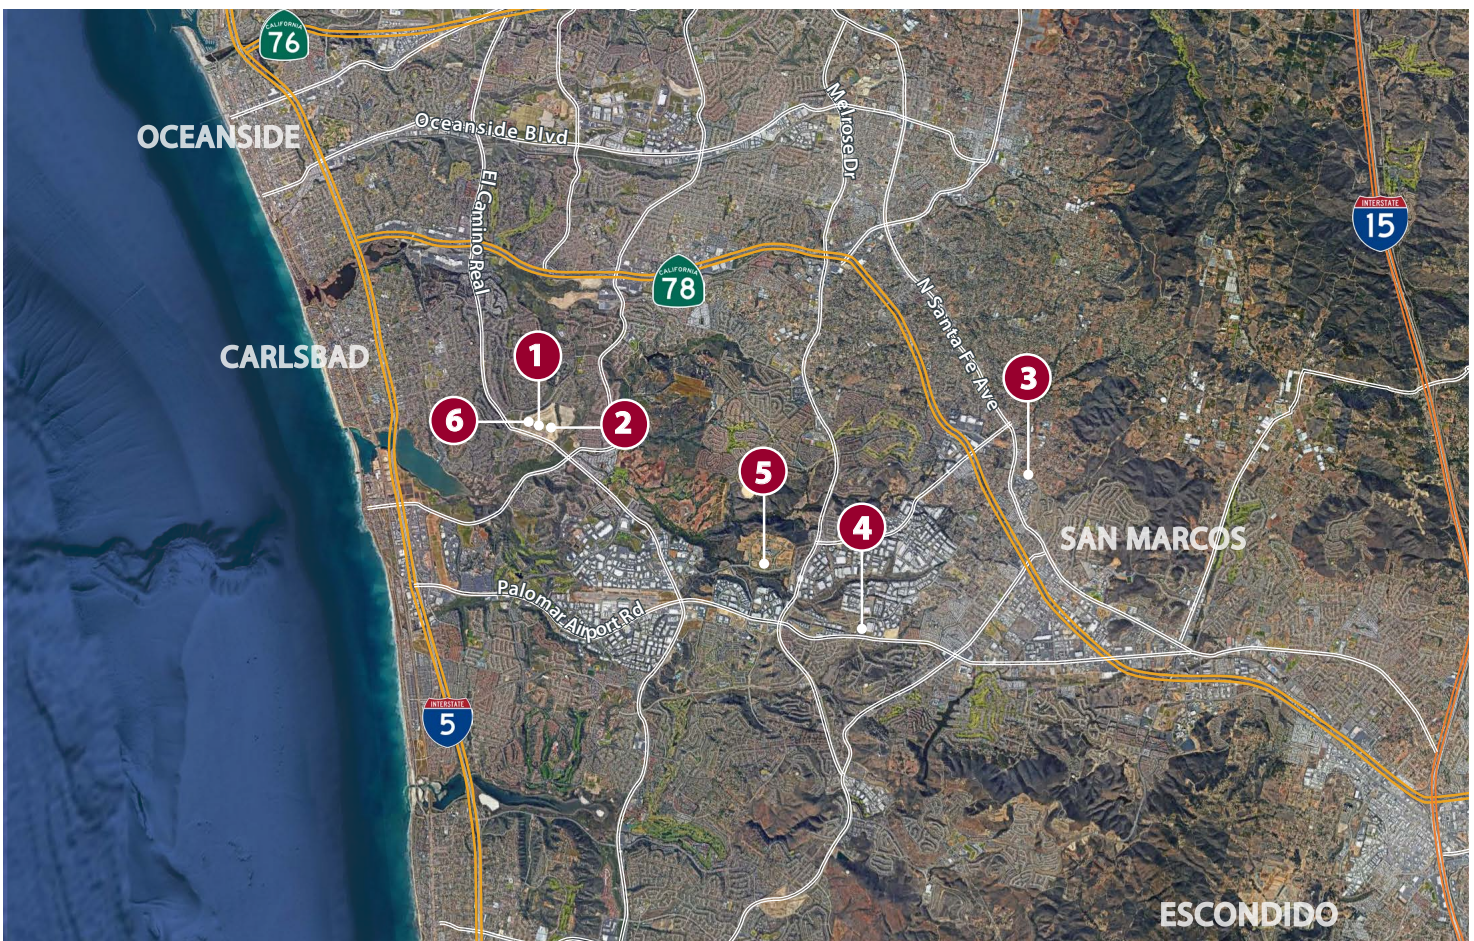 CALIFORNIA
76
OCEANSIDE
Oceanside Blvd
Melrose Dr
El Camino Real
INTERSTATE
15
CALIFORNIA
78
N Santa Fe Ave
CARLSBAD
1
3
6
2
5
4
SAN MARCOS
Palomar Airport Rd
INTERSTATE
5
ESCONDIDO